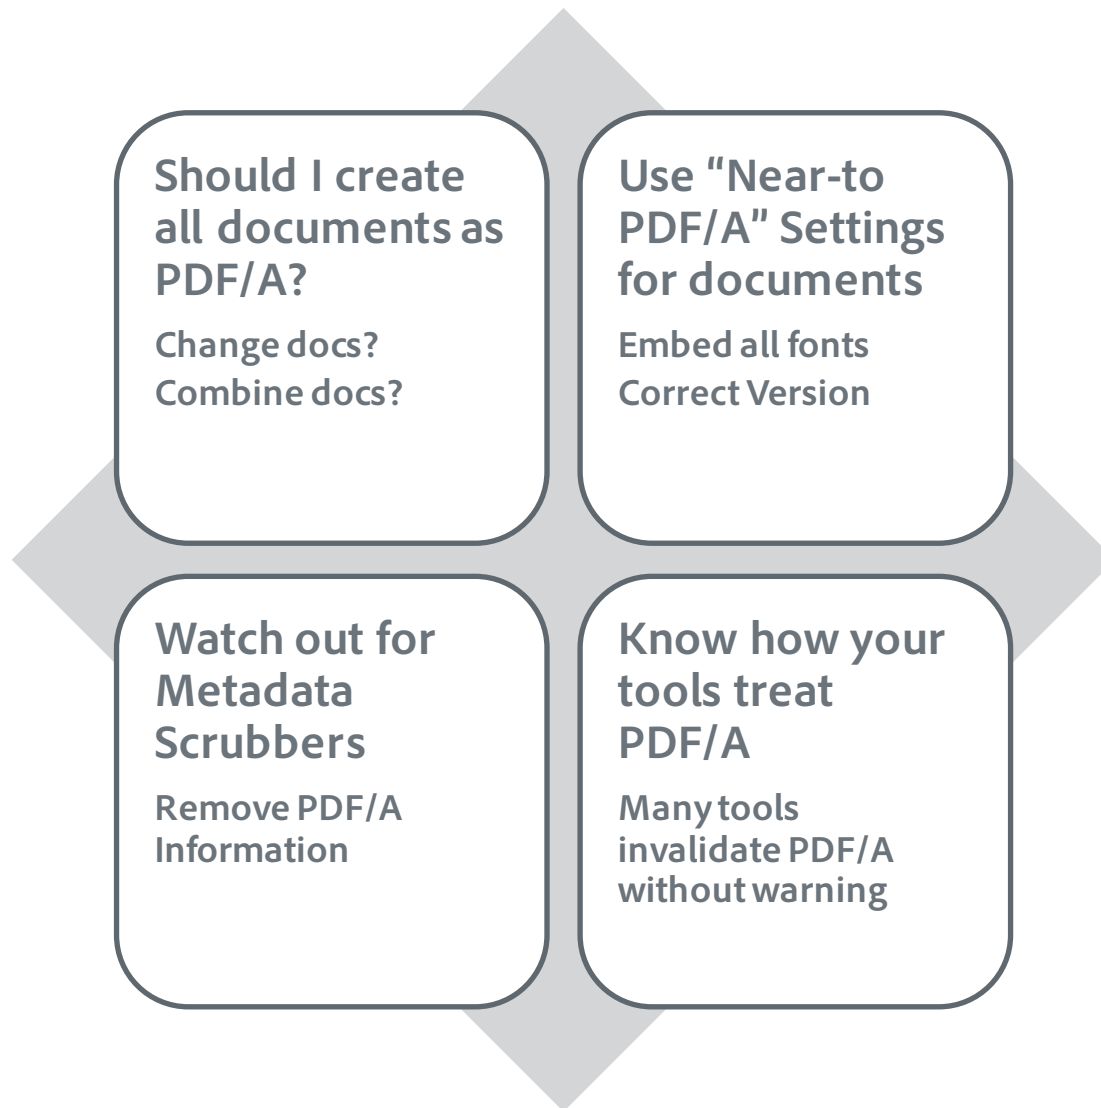 Should I create
all documents as
PDF/A?
Change docs?
Combine docs?
Use “Near-to
PDF/A” Settings
for documents
Embed all fonts
Correct Version
Watch out for
Metadata
Scrubbers
Remove PDF/A
Information
Know how your
tools treat
PDF/A
Many tools
invalidate PDF/A
without warning